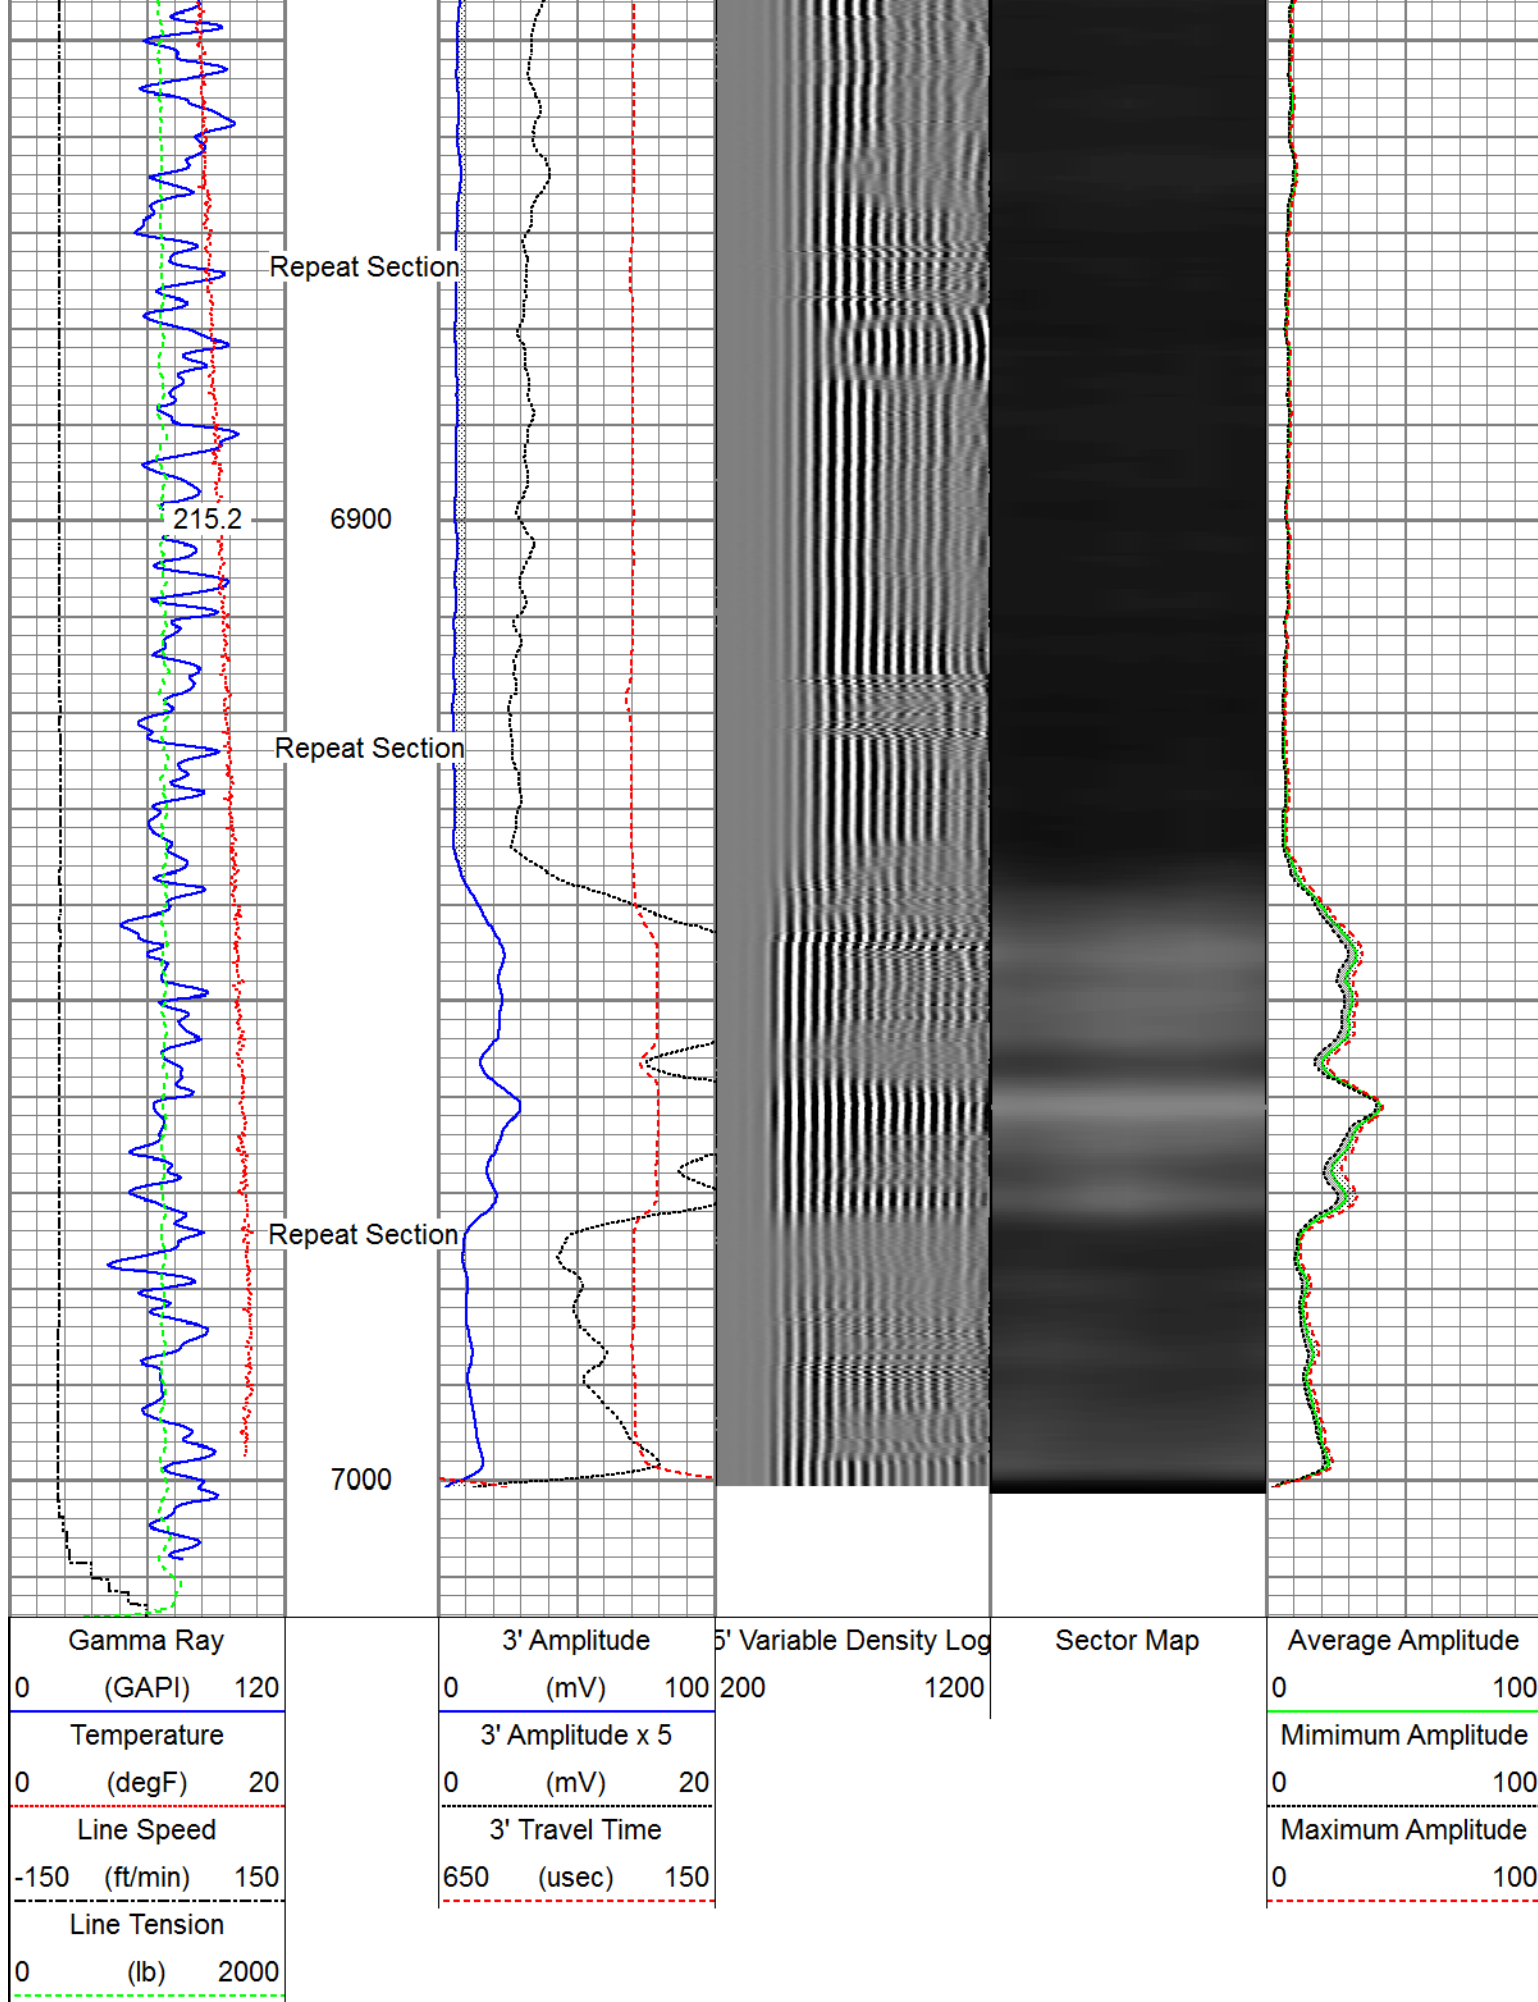 Repeat Section
215.2
6900
Repeat Section
Repeat Section
7000
Gamma Ray
0 (GAPI) 120
Temperature
0 (degF) 20
Line Speed
-150 (ft/min) 150
Line Tension
0 (lb) 2000
3' Amplitude
0 (mV) 100
3' Amplitude x 5
0 (mV) 20
3' Travel Time
650 (usec) 150
5' Variable Density Log
200 1200
Sector Map
Average Amplitude
0 100
Mimimum Amplitude
0 100
Maximum Amplitude
0 100